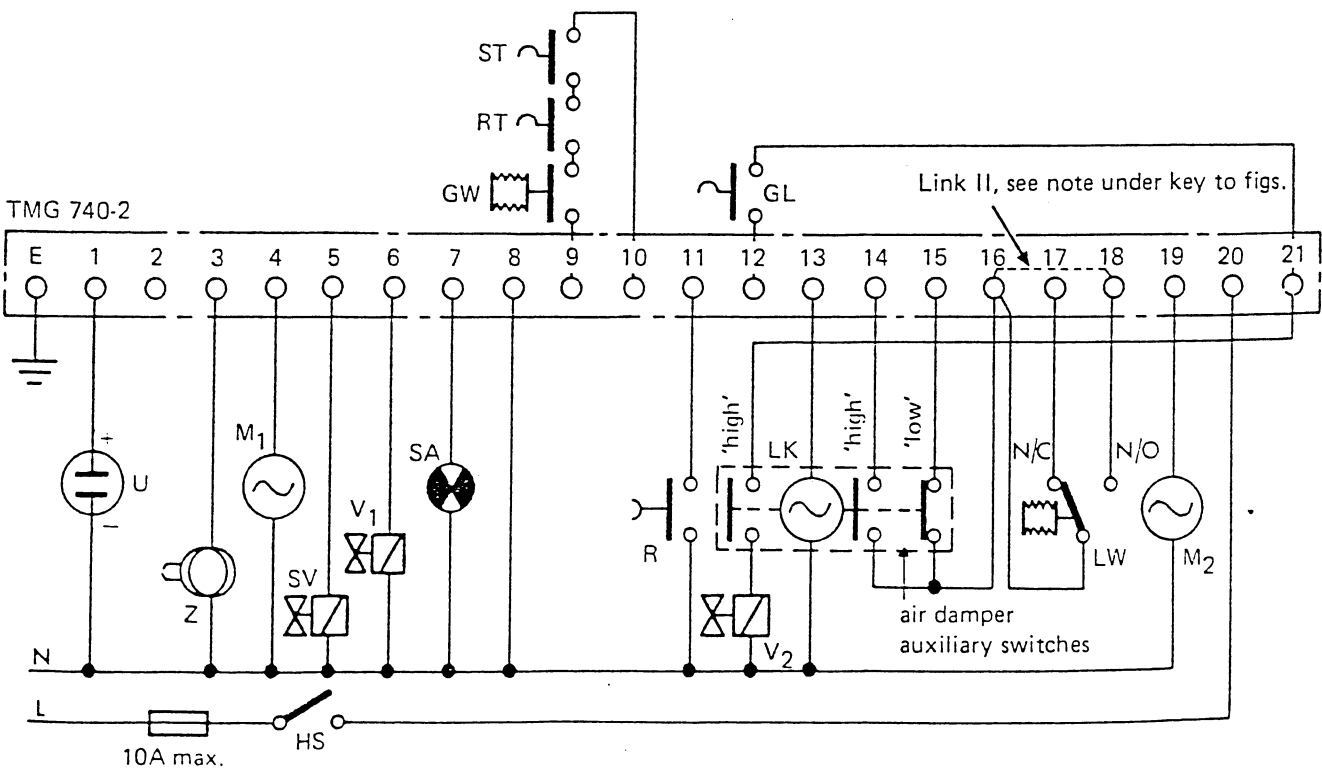 ST
RT
GW
GL
Link II, see note under key to figs.
TMG 740-2
E 1 2 3 4 5 6 7 8 9 10 11 12 13 14 15 16 17 18 19 20 21
'high' 'high' 'low'
M1
SA
LK
N/C N/O
+
U
−
V1
R
LW
M2
SV
Z
air damper
auxiliary switches
V2
N
L
HS
10A max.